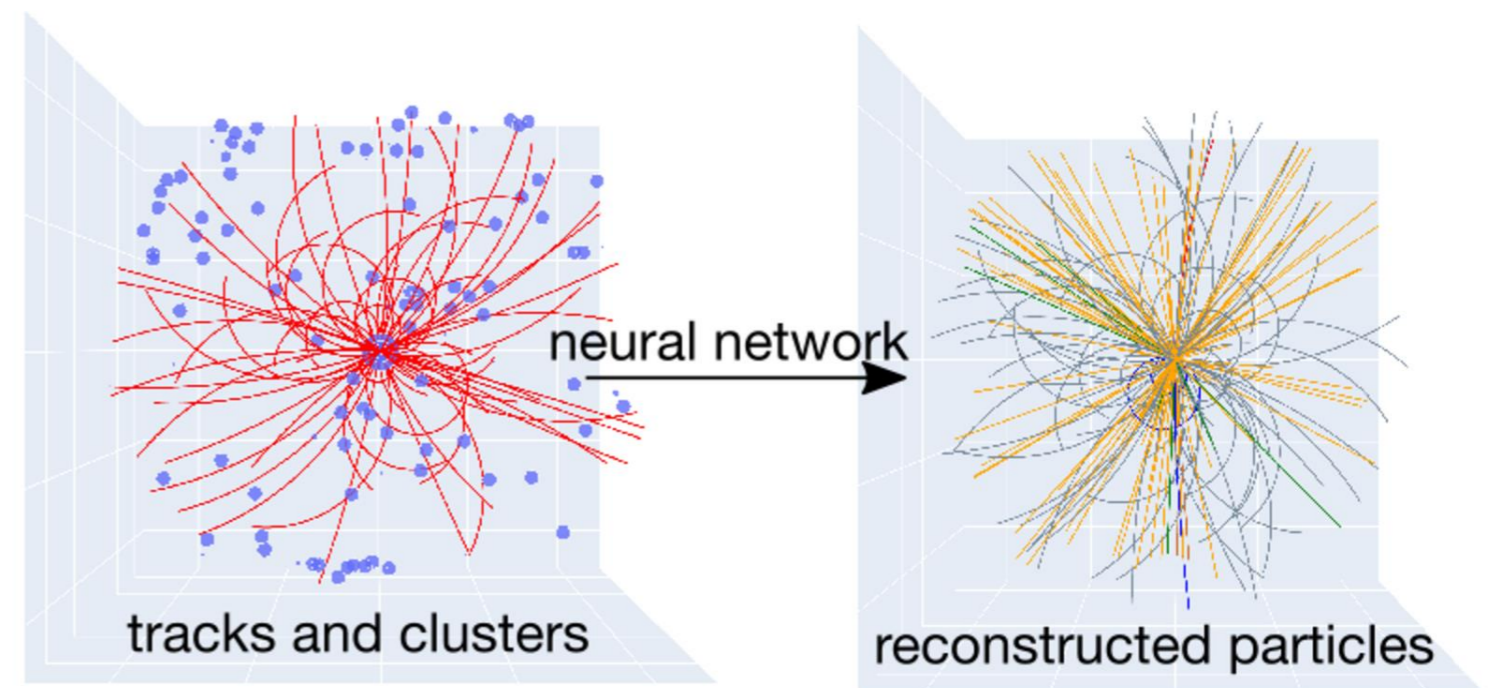 neural network
tracks and clusters
reconstructed particles